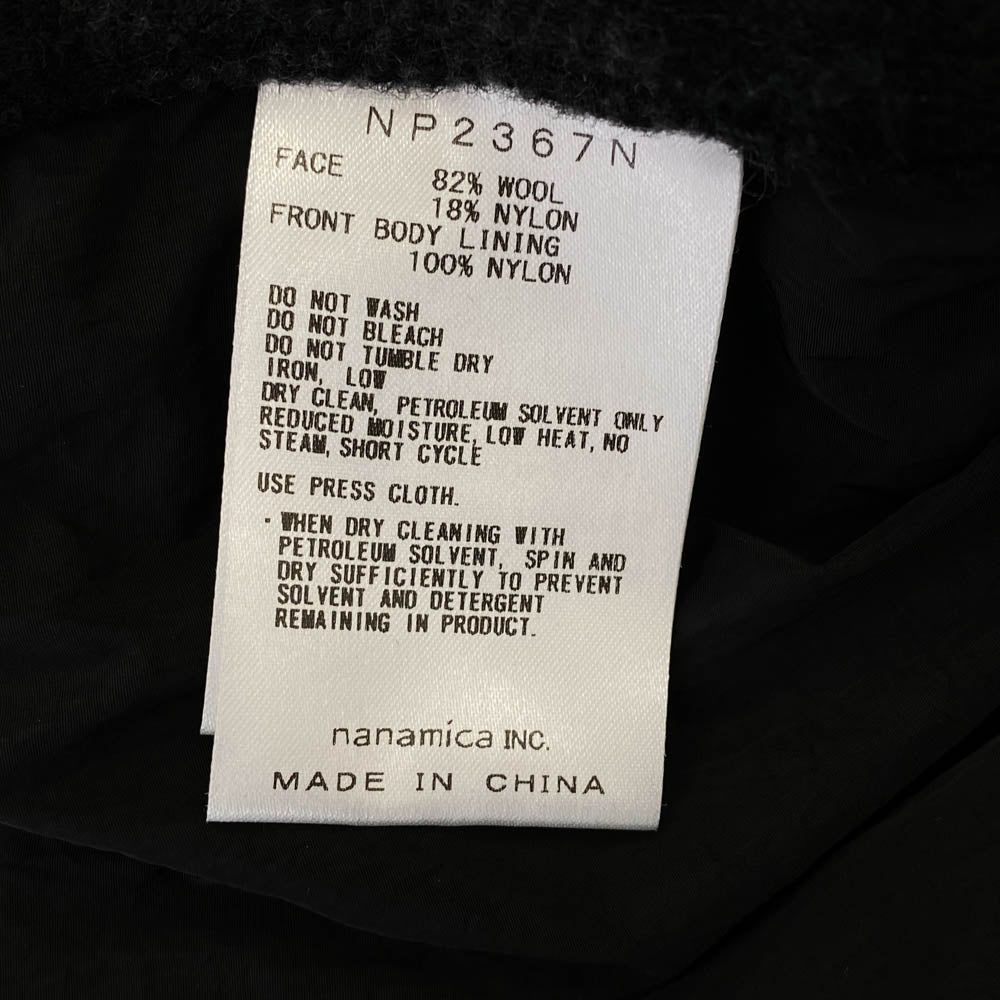 NP2367N
FACE
82% WOOL
18% NYLON
FRONT BODY LINING
100% NYLON
DO NOT WASH
DO NOT BLEACH
DO NOT TUMBLE DRY
IRON, LOW
DRY CLEAN, PETROLEUM SOLVENT ONLY
REDUCED MOISTURE, LOW HEAT, NO
STEAM, SHORT CYCLE
USE PRESS CLOTH.
・WHEN DRY CLEANING WITH
PETROLEUM SOLVENT, SPIN AND
DRY SUFFICIENTLY TO PREVENT
SOLVENT AND DETERGENT
REMAINING IN PRODUCT.
nanamíca INC.
MADE IN CHINA